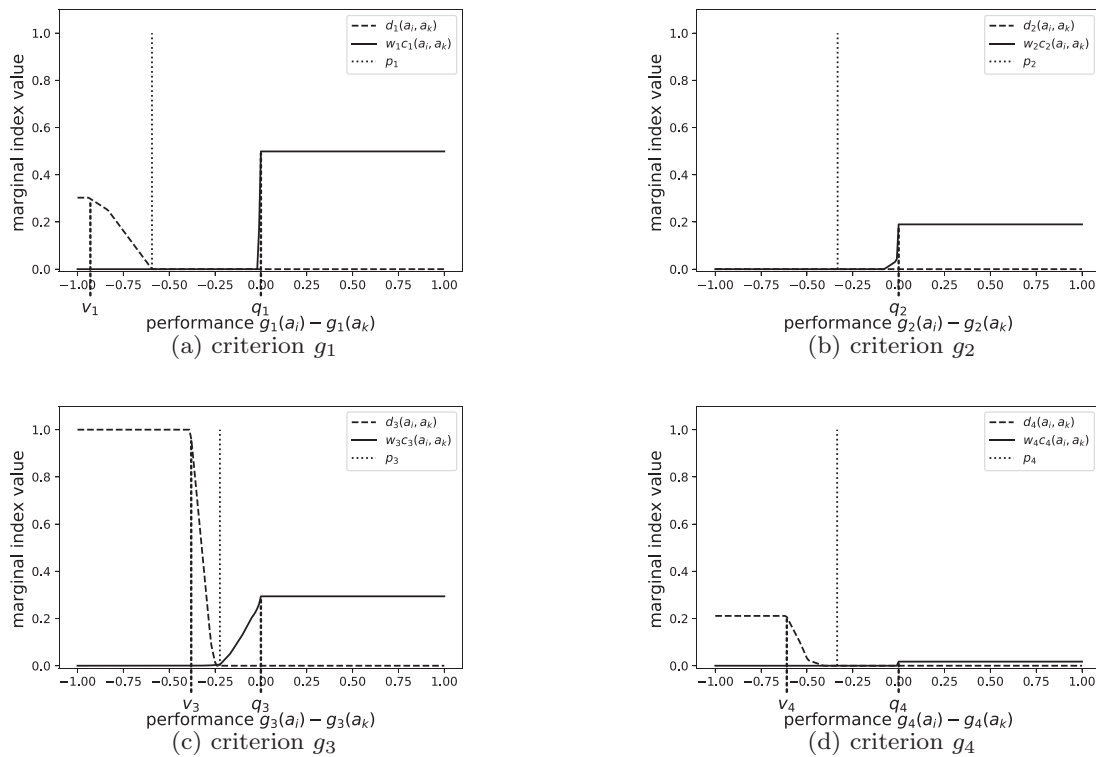 marginal index value
1.0
0.8
0.6
0.4
0.2
0.0
d₁(aᵢ, aₖ)
w₁c₁(aᵢ, aₖ)
p₁
−1.00 −0.75 −0.50 −0.25 0.00 0.25 0.50 0.75 1.00
v₁ q₁
performance g₁(aᵢ) − g₁(aₖ)
(a) criterion g₁
marginal index value
1.0
0.8
0.6
0.4
0.2
0.0
d₂(aᵢ, aₖ)
w₂c₂(aᵢ, aₖ)
p₂
−1.00 −0.75 −0.50 −0.25 0.00 0.25 0.50 0.75 1.00
q₂
performance g₂(aᵢ) − g₂(aₖ)
(b) criterion g₂
marginal index value
1.0
0.8
0.6
0.4
0.2
0.0
d₃(aᵢ, aₖ)
w₃c₃(aᵢ, aₖ)
p₃
−1.00 −0.75 −0.50 −0.25 0.00 0.25 0.50 0.75 1.00
v₃ q₃
performance g₃(aᵢ) − g₃(aₖ)
(c) criterion g₃
marginal index value
1.0
0.8
0.6
0.4
0.2
0.0
d₄(aᵢ, aₖ)
w₄c₄(aᵢ, aₖ)
p₄
−1.00 −0.75 −0.50 −0.25 0.00 0.25 0.50 0.75 1.00
v₄ q₄
performance g₄(aᵢ) − g₄(aₖ)
(d) criterion g₄